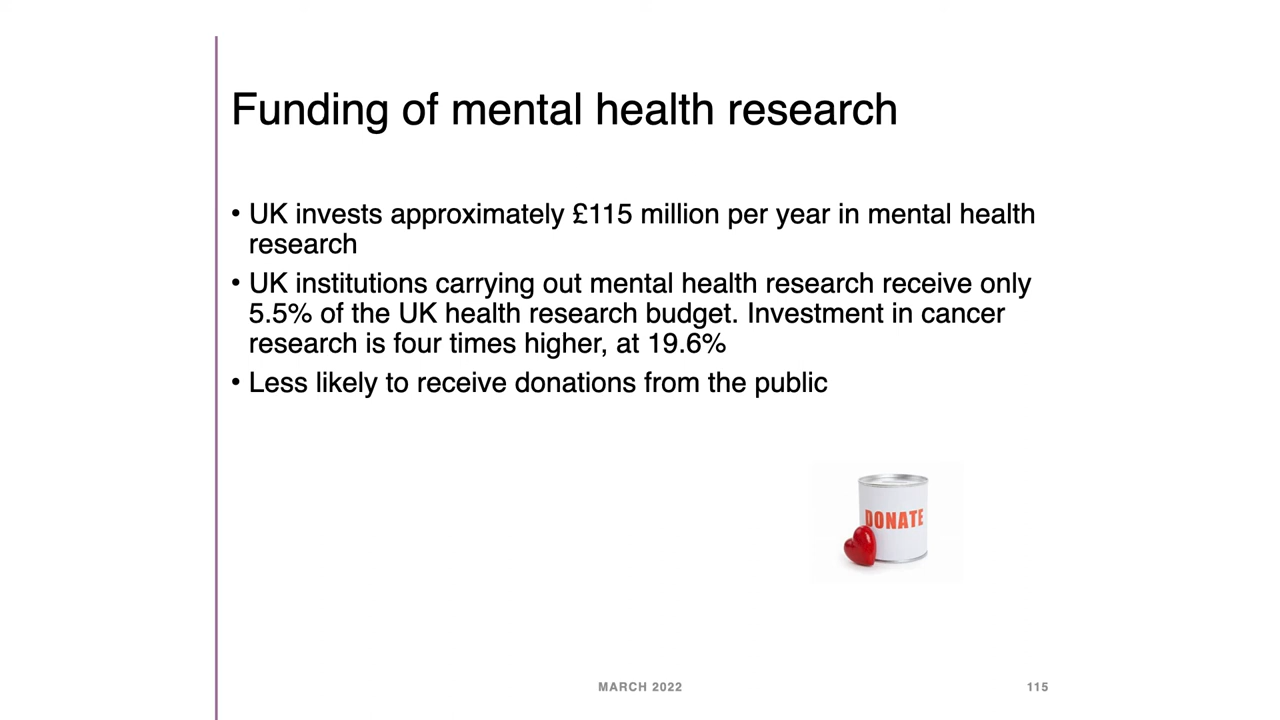 Funding of mental health research
• UK invests approximately £115 million per year in mental health
research
• UK institutions carrying out mental health research receive only
5.5% of the UK health research budget. Investment in cancer
research is four times higher, at 19.6%
• Less likely to receive donations from the public
DONATE
MARCH 2022
115